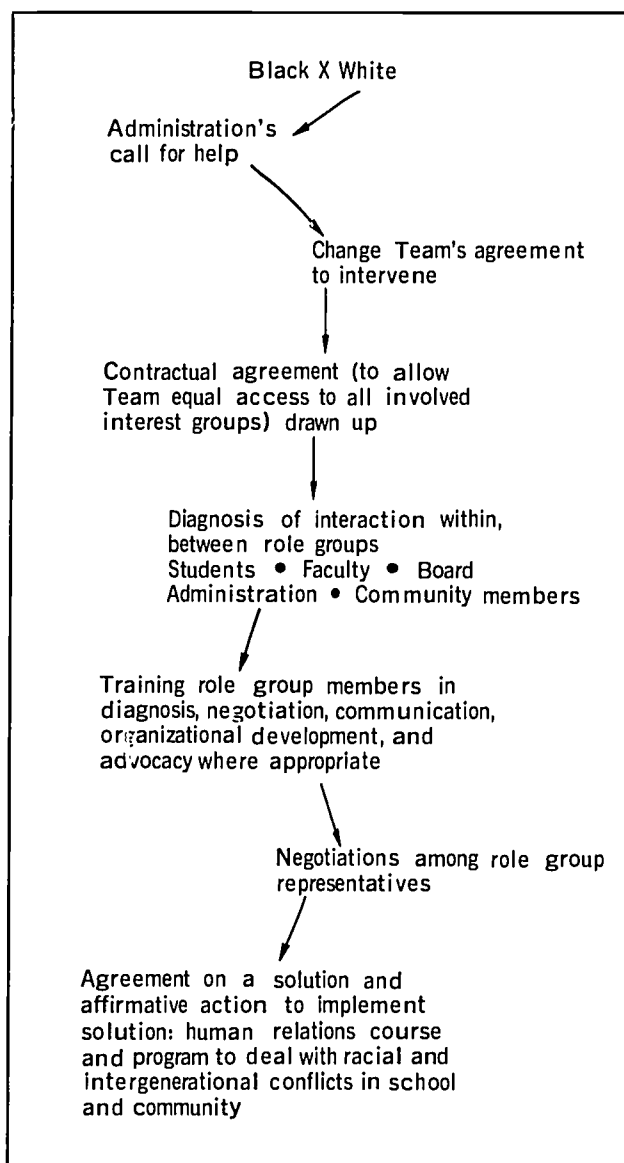 Black X White
Administration's
call for help
Change Team's agreement
to intervene
Contractual agreement (to allow
Team equal access to all involved
interest groups) drawn up
Diagnosis of interaction within,
between role groups
Students • Faculty • Board
Administration • Community members
Training role group members in
diagnosis, negotiation, communication,
organizational development, and
advocacy where appropriate
Negotiations among role group
representatives
Agreement on a solution and
affirmative action to implement
solution: human relations course
and program to deal with racial and
intergenerational conflicts in school
and community